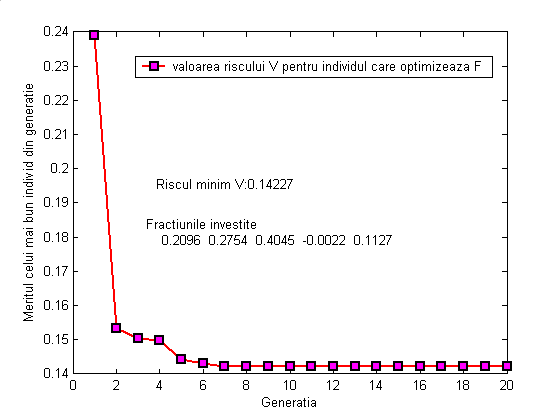 0.24
0.23
0.22
0.21
0.2
0.19
0.18
0.17
0.16
0.15
0.14
Meritul celui mai bun individ din generatie
valoarea riscului V pentru individul care optimizeaza F
Riscul minim V:0.14227
Fractiunile investite
0.2096 0.2754 0.4045 -0.0022 0.1127
0 2 4 6 8 10 12 14 16 18 20
Generatia